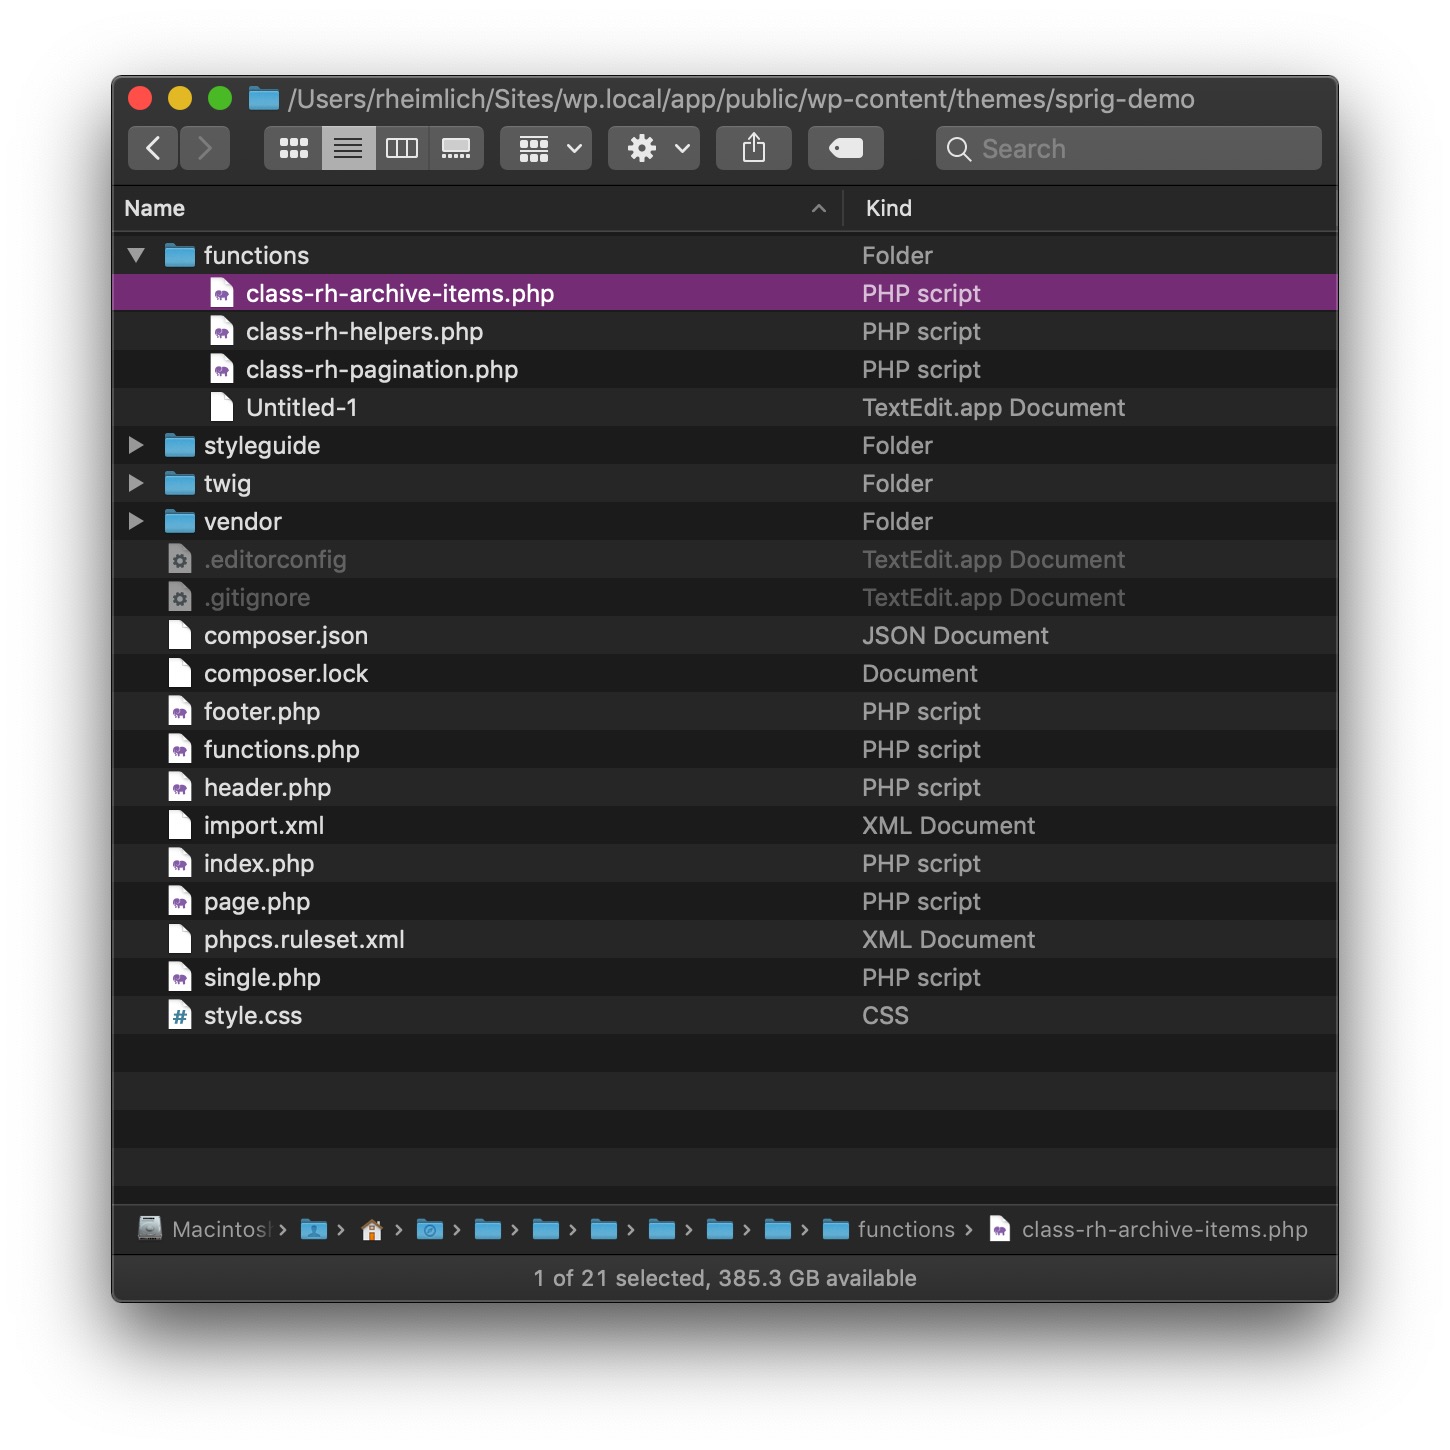 /Users/rheimlich/Sites/wp.local/app/public/wp-content/themes/sprig-demo
Search
Name Kind
functions Folder
class-rh-archive-items.php PHP script
class-rh-helpers.php PHP script
class-rh-pagination.php PHP script
Untitled-1 TextEdit.app Document
styleguide Folder
twig Folder
vendor Folder
.editorconfig TextEdit.app Document
.gitignore TextEdit.app Document
composer.json JSON Document
composer.lock Document
footer.php PHP script
functions.php PHP script
header.php PHP script
import.xml XML Document
index.php PHP script
page.php PHP script
phpcs.ruleset.xml XML Document
single.php PHP script
# style.css CSS
Macintosh › › › › › › › › › › functions › class-rh-archive-items.php
1 of 21 selected, 385.3 GB available